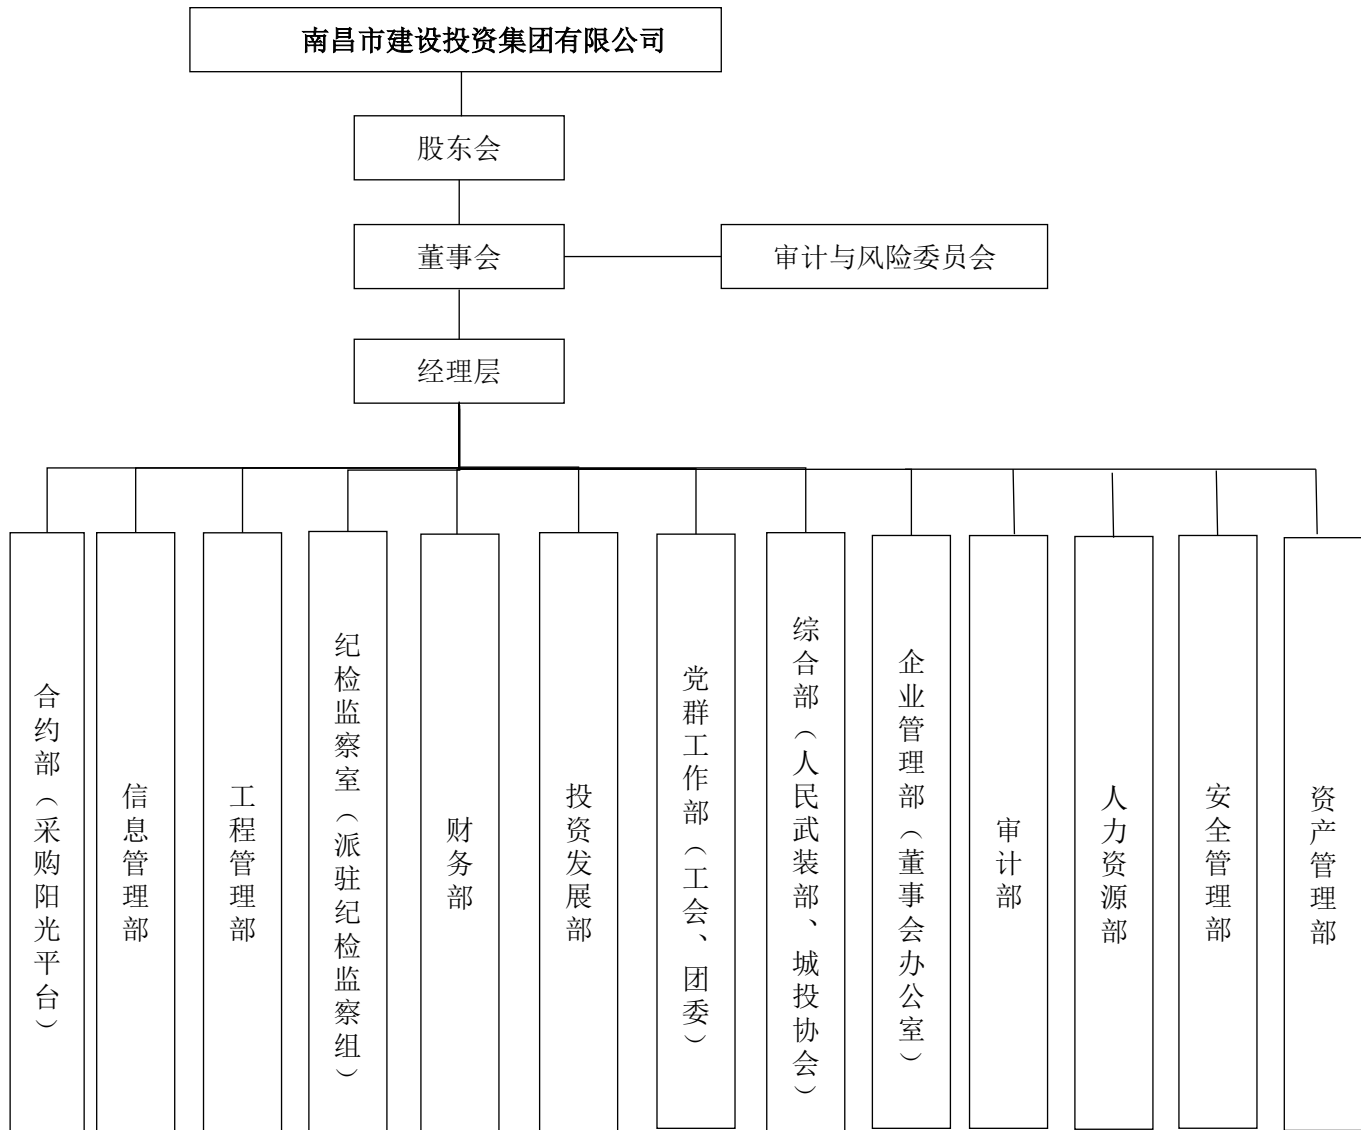 南昌市建设投资集团有限公司
股东会
董事会
审计与风险委员会
经理层
合约部（采购阳光平台）
信息管理部
工程管理部
纪检监察室（派驻纪检监察组）
财务部
投资发展部
党群工作部（工会、团委）
综合部（人民武装部、城投协会）
企业管理部（董事会办公室）
审计部
人力资源部
安全管理部
资产管理部